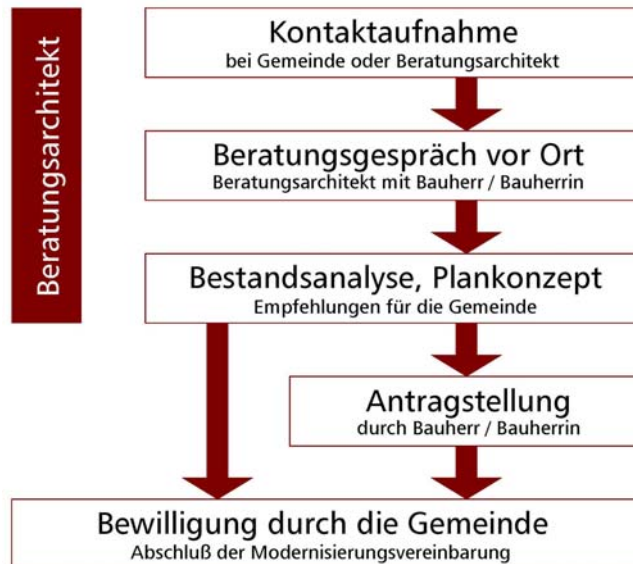 Beratungsarchitekt
Kontaktaufnahme
bei Gemeinde oder Beratungsarchitekt
Beratungsgespräch vor Ort
Beratungsarchitekt mit Bauherr / Bauherrin
Bestandsanalyse, Plankonzept
Empfehlungen für die Gemeinde
Antragstellung
durch Bauherr / Bauherrin
Bewilligung durch die Gemeinde
Abschluß der Modernisierungsvereinbarung